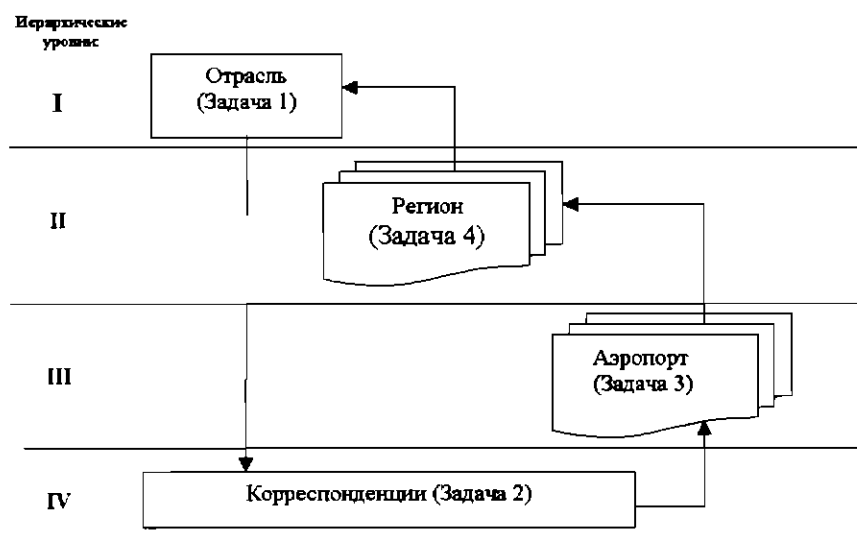 Иерархические
уровни:
I
Отрасль
(Задача 1)
II
Регион
(Задача 4)
III
Аэропорт
(Задача 3)
IV
Корреспонденции (Задача 2)